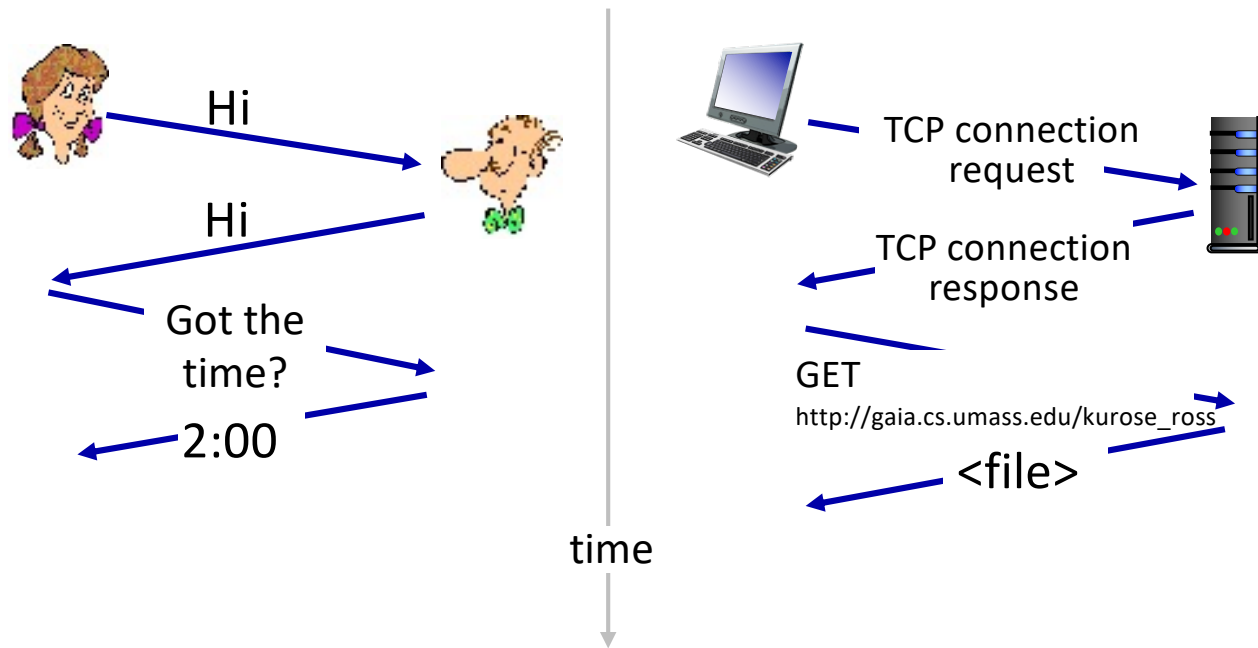 Hi
Hi
Got the
time?
2:00
time
TCP connection
request
TCP connection
response
GET
http://gaia.cs.umass.edu/kurose_ross
<file>